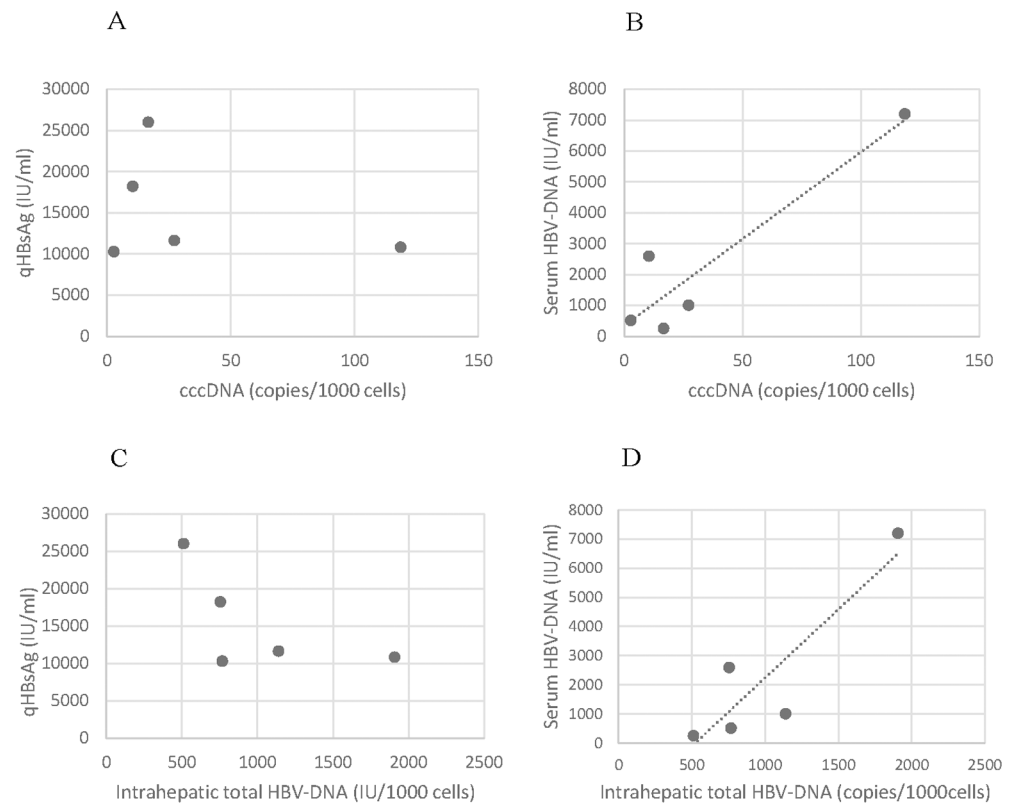 A
30000
25000
20000
15000
10000
5000
0
0 50 100 150
qHBsAg (IU/ml)
cccDNA (copies/1000 cells)
B
8000
7000
6000
5000
4000
3000
2000
1000
0
0 50 100 150
Serum HBV-DNA (IU/ml)
cccDNA (copies/1000 cells)
C
30000
25000
20000
15000
10000
5000
0
0 500 1000 1500 2000 2500
qHBsAg (IU/ml)
Intrahepatic total HBV-DNA (IU/1000 cells)
D
8000
7000
6000
5000
4000
3000
2000
1000
0
0 500 1000 1500 2000 2500
Serum HBV-DNA (IU/ml)
Intrahepatic total HBV-DNA (copies/1000cells)